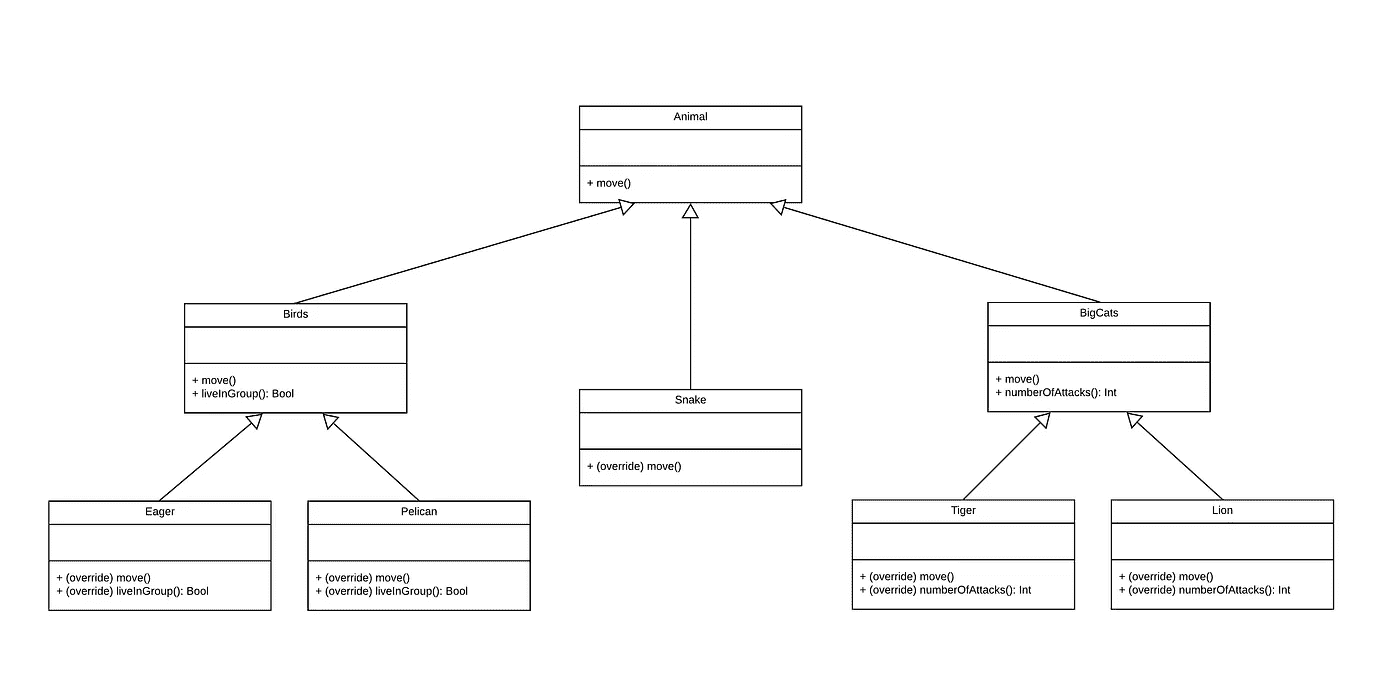 Animal
+ move()
Birds
+ move()
+ liveInGroup(): Bool
BigCats
+ move()
+ numberOfAttacks(): Int
Snake
+ (override) move()
Eager
+ (override) move()
+ (override) liveInGroup(): Bool
Pelican
+ (override) move()
+ (override) liveInGroup(): Bool
Tiger
+ (override) move()
+ (override) numberOfAttacks(): Int
Lion
+ (override) move()
+ (override) numberOfAttacks(): Int